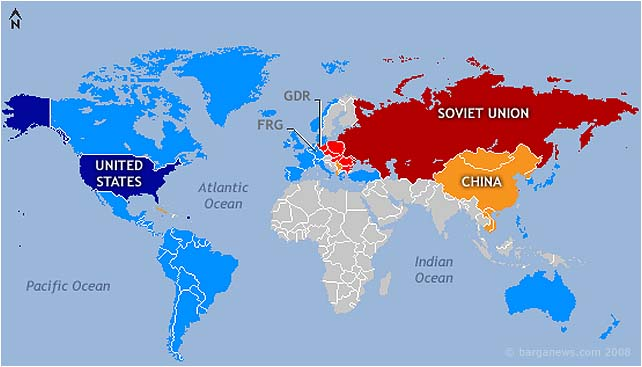 N
GDR
SOVIET UNION
FRG
UNITED
STATES
CHINA
Atlantic
Ocean
Indian
Ocean
Pacific Ocean
© barganews.com 2008